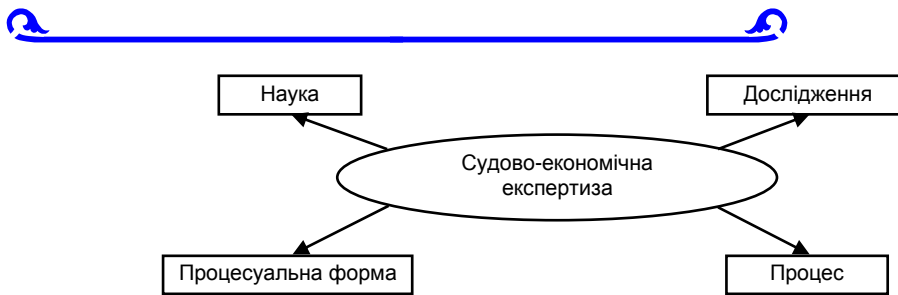 Наука
Дослідження
Судово-економічна
експертиза
Процесуальна форма
Процес